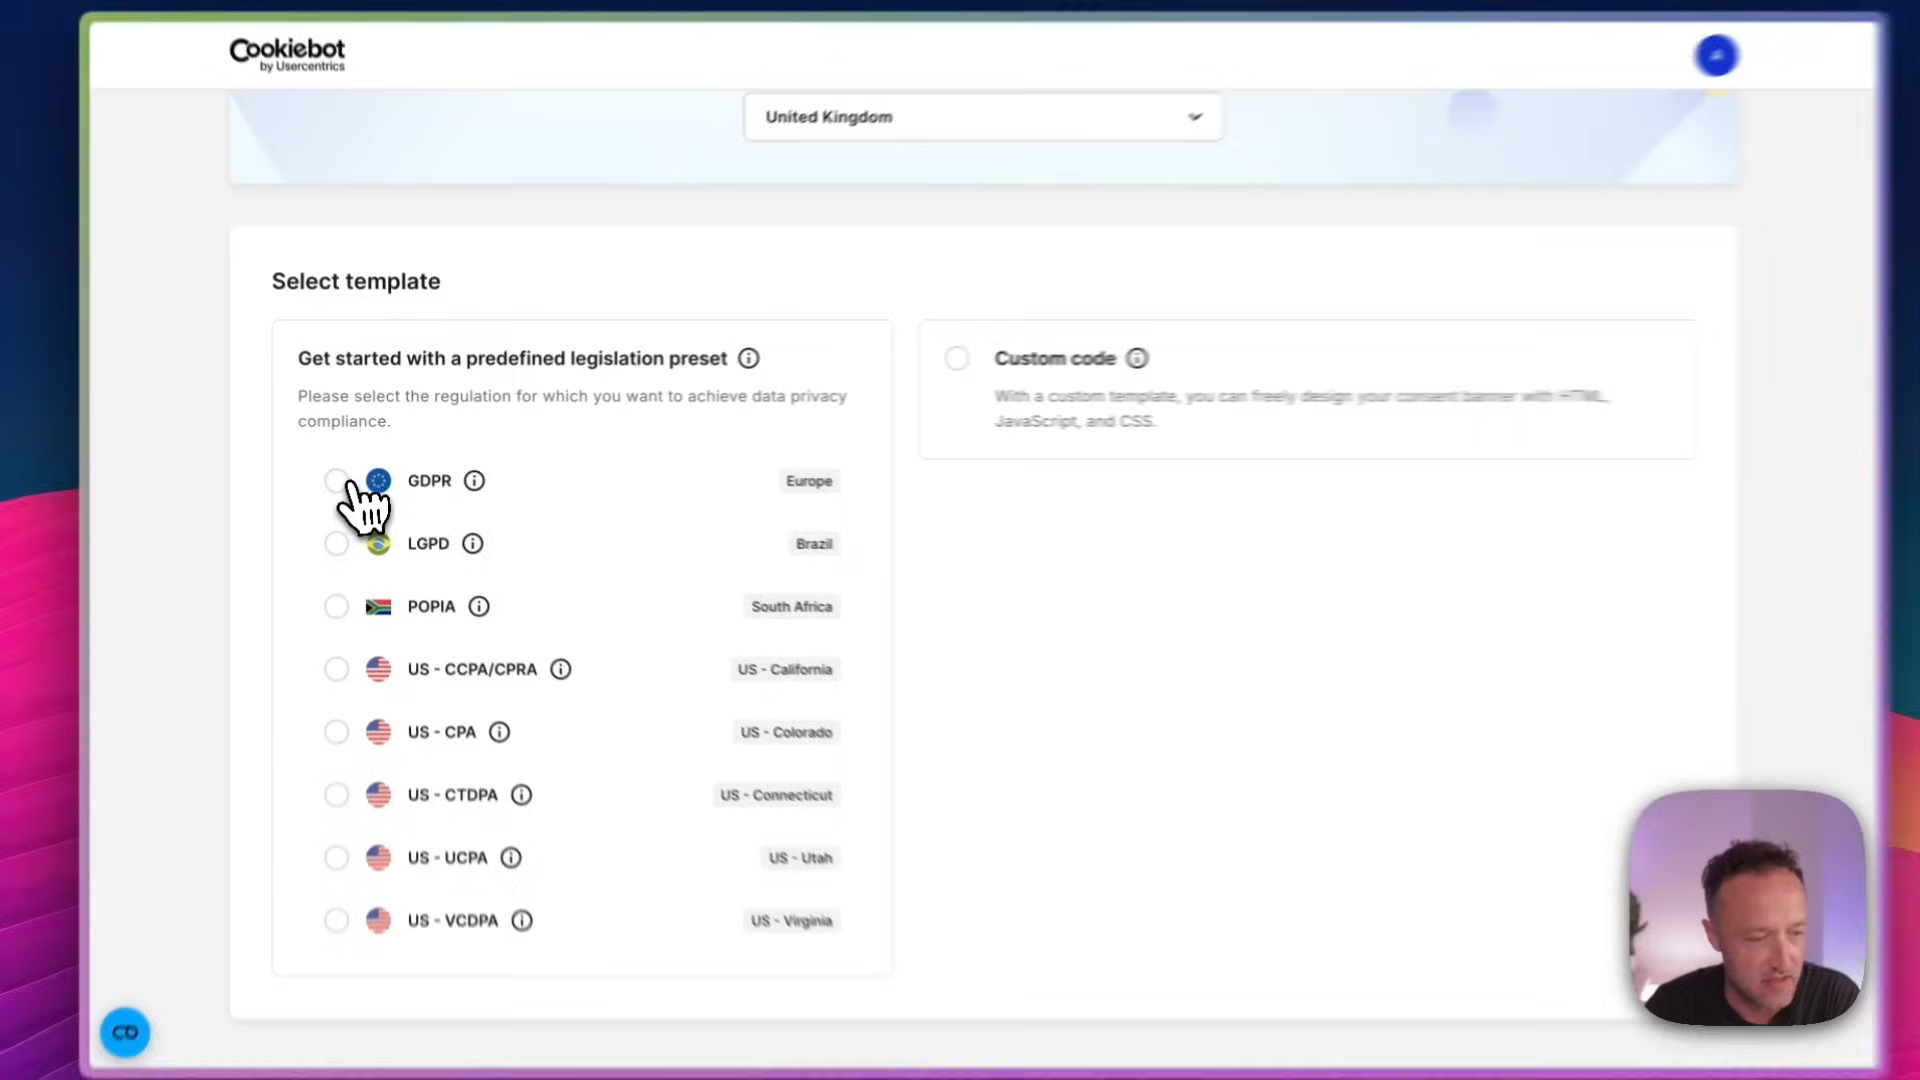 Cookiebot
by Usercentrics
United Kingdom
Select template
Get started with a predefined legislation preset
Please select the regulation for which you want to achieve data privacy
compliance.
GDPR Europe
LGPD Brazil
POPIA South Africa
US - CCPA/CPRA US - California
US - CPA US - Colorado
US - CTDPA US - Connecticut
US - UCPA US - Utah
US - VCDPA US - Virginia
Custom code
With a custom template, you can freely design your consent banner with HTML,
JavaScript, and CSS.